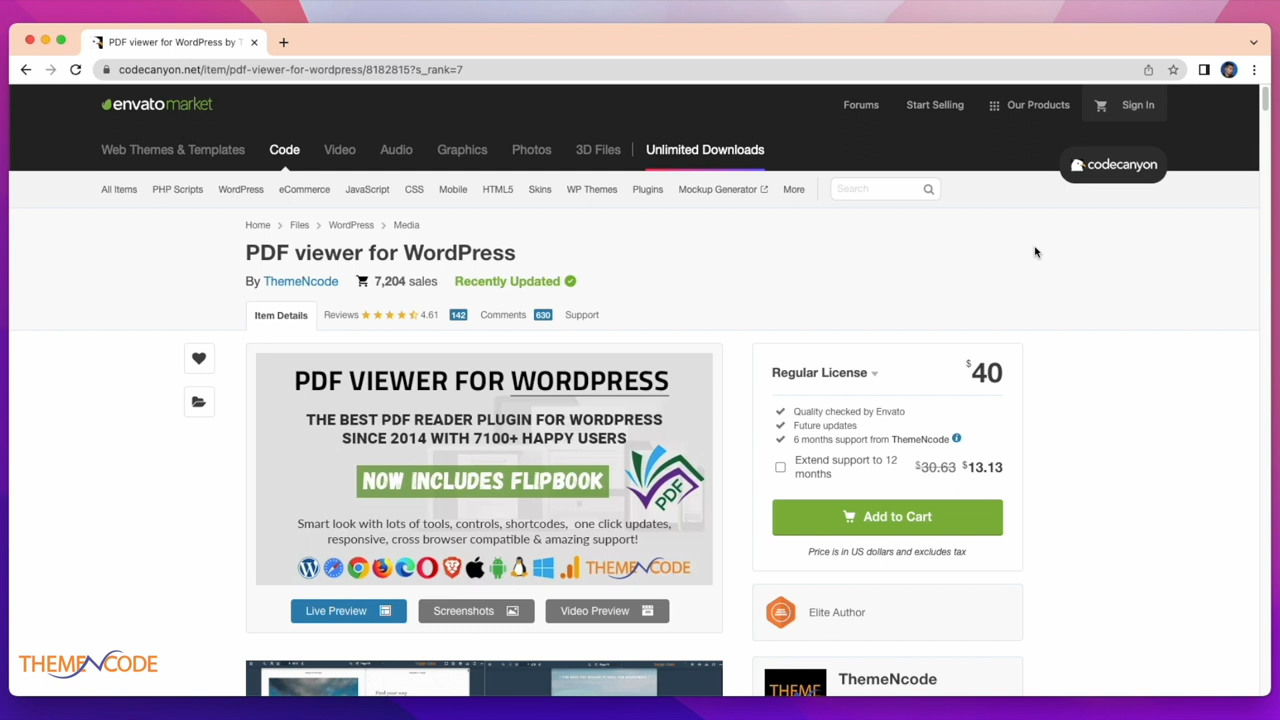 PDF viewer for WordPress by T
codecanyon.net/item/pdf-viewer-for-wordpress/8182815?s_rank=7
envatomarket
Forums Start Selling Our Products Sign In
Web Themes & Templates Code Video Audio Graphics Photos 3D Files Unlimited Downloads
codecanyon
All Items PHP Scripts WordPress eCommerce JavaScript CSS Mobile HTML5 Skins WP Themes Plugins Mockup Generator More Search
Home Files WordPress Media
PDF viewer for WordPress
By ThemeNcode 7,204 sales Recently Updated
Item Details Reviews 4.61 142 Comments 630 Support
PDF VIEWER FOR WORDPRESS
THE BEST PDF READER PLUGIN FOR WORDPRESS
SINCE 2014 WITH 7100+ HAPPY USERS
NOW INCLUDES FLIPBOOK
PDF
Smart look with lots of tools, controls, shortcodes, one click updates,
responsive, cross browser compatible & amazing support!
THEMENCODE
Live Preview Screenshots Video Preview
Regular License $40
Quality checked by Envato
Future updates
6 months support from ThemeNcode
Extend support to 12 months $30.63 $13.13
Add to Cart
Price is in US dollars and excludes tax
Elite Author
THEME ThemeNcode
Find your way
THEMENCODE